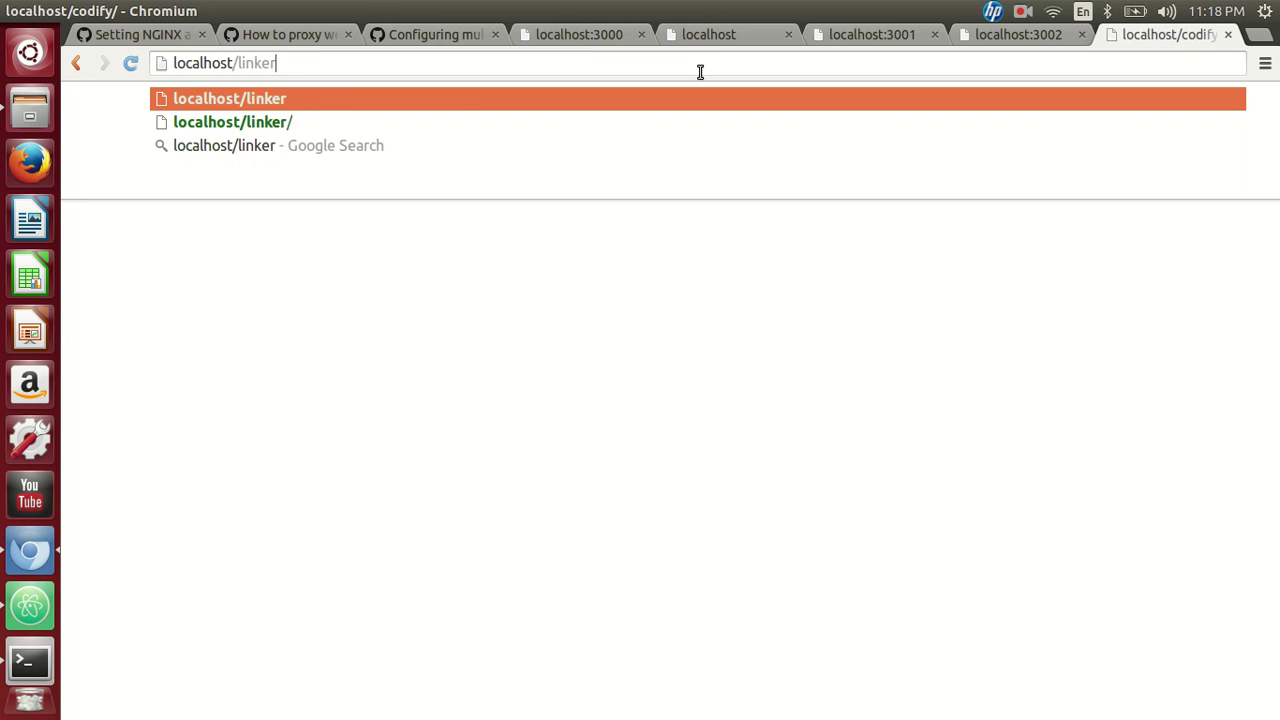 localhost/codify/ - Chromium
En
11:18 PM
Setting NGINX a
How to proxy w
Configuring mul
localhost:3000
localhost
localhost:3001
localhost:3002
localhost/codify
localhost/linker
localhost/linker
localhost/linker/
localhost/linker - Google Search
hp
a
You
Tube
>_